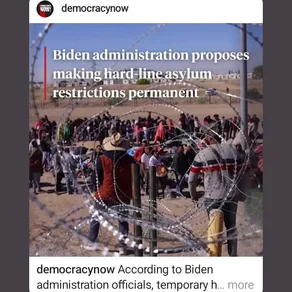 democracynow
Biden administration proposes
making hard-line asylum
restrictions permanent
democracynow According to Biden
administration officials, temporary h... more